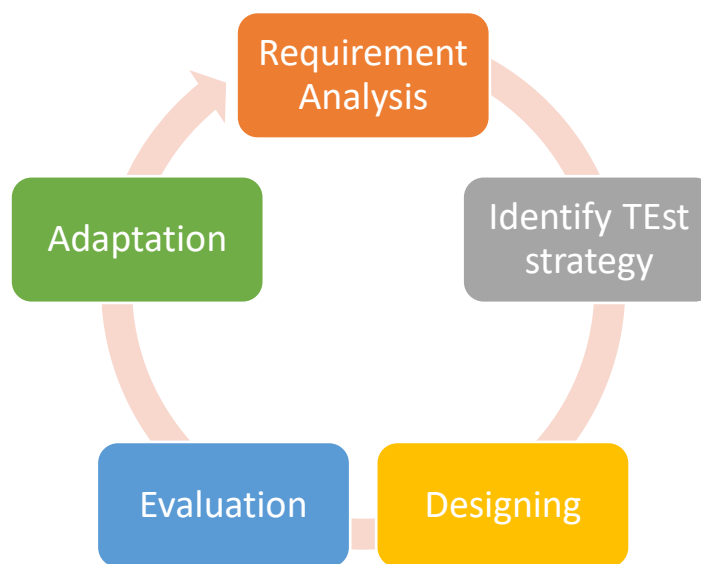 Requirement
Analysis
Identify TEst
strategy
Designing
Evaluation
Adaptation